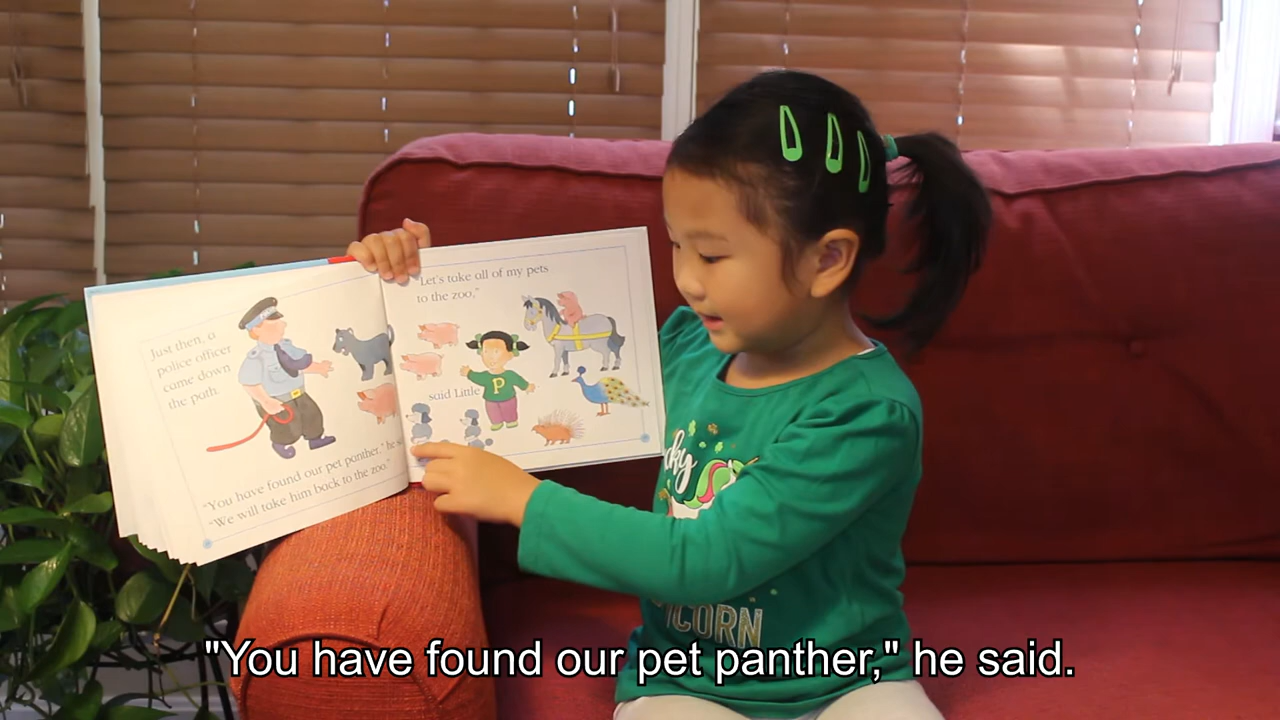 Just then, a
police officer
came down
the path.
"You have found our pet panther," he
"We will take him back to the zoo."
"Let's take all of my pets
to the zoo,"
said Little
P
UNICORN
"You have found our pet panther," he said.